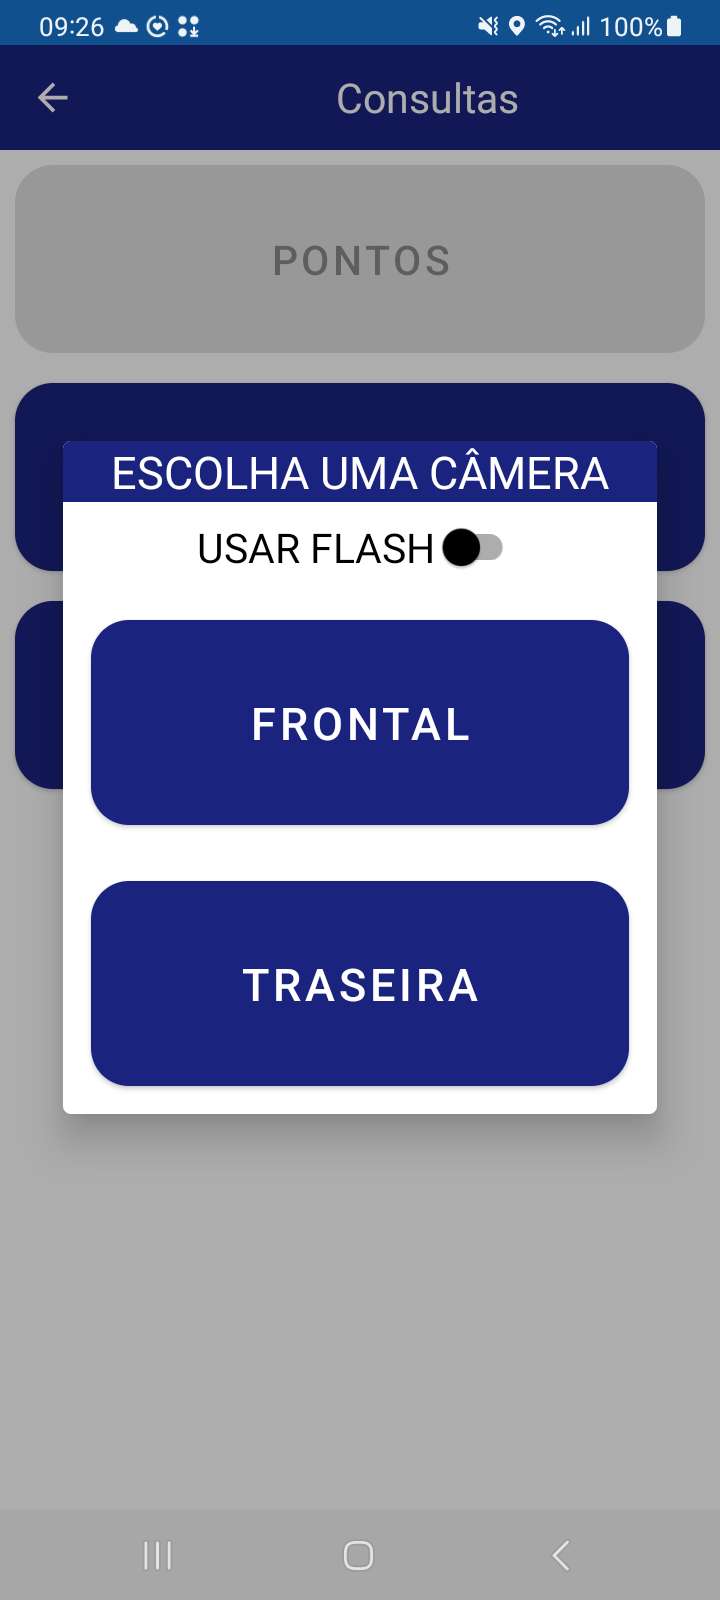 09:26
100%
Consultas
PONTOS
ESCOLHA UMA CÂMERA
USAR FLASH
FRONTAL
TRASEIRA